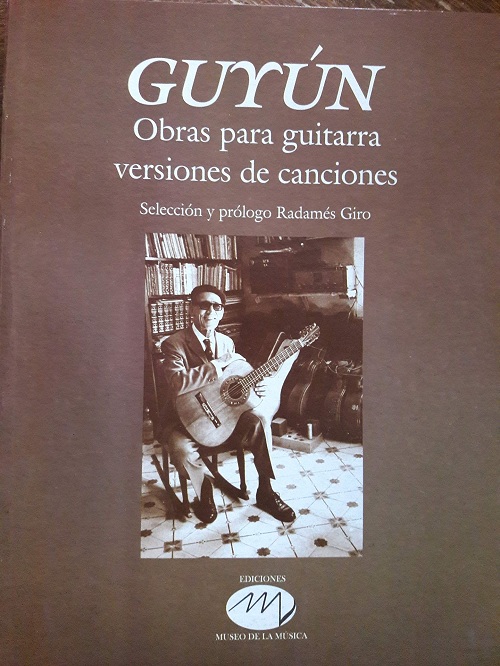 GUYÚN
Obras para guitarra
versiones de canciones
Selección y prólogo Radamés Giro
EDICIONES
MUSEO DE LA MÚSICA